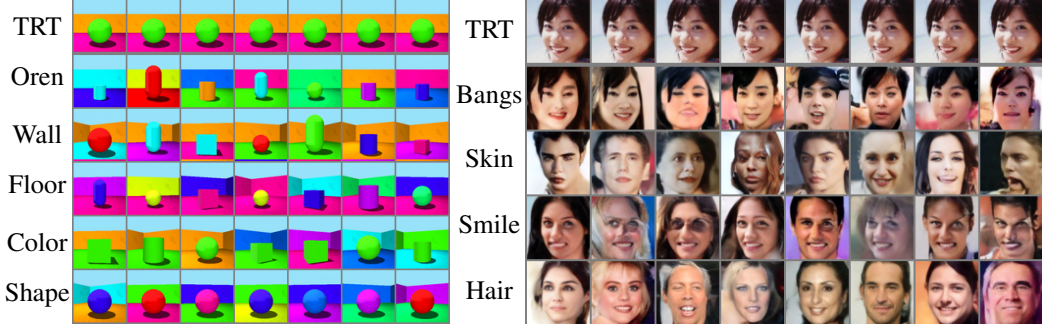 TRT
Oren
Wall
Floor
Color
Shape
TRT
Bangs
Skin
Smile
Hair